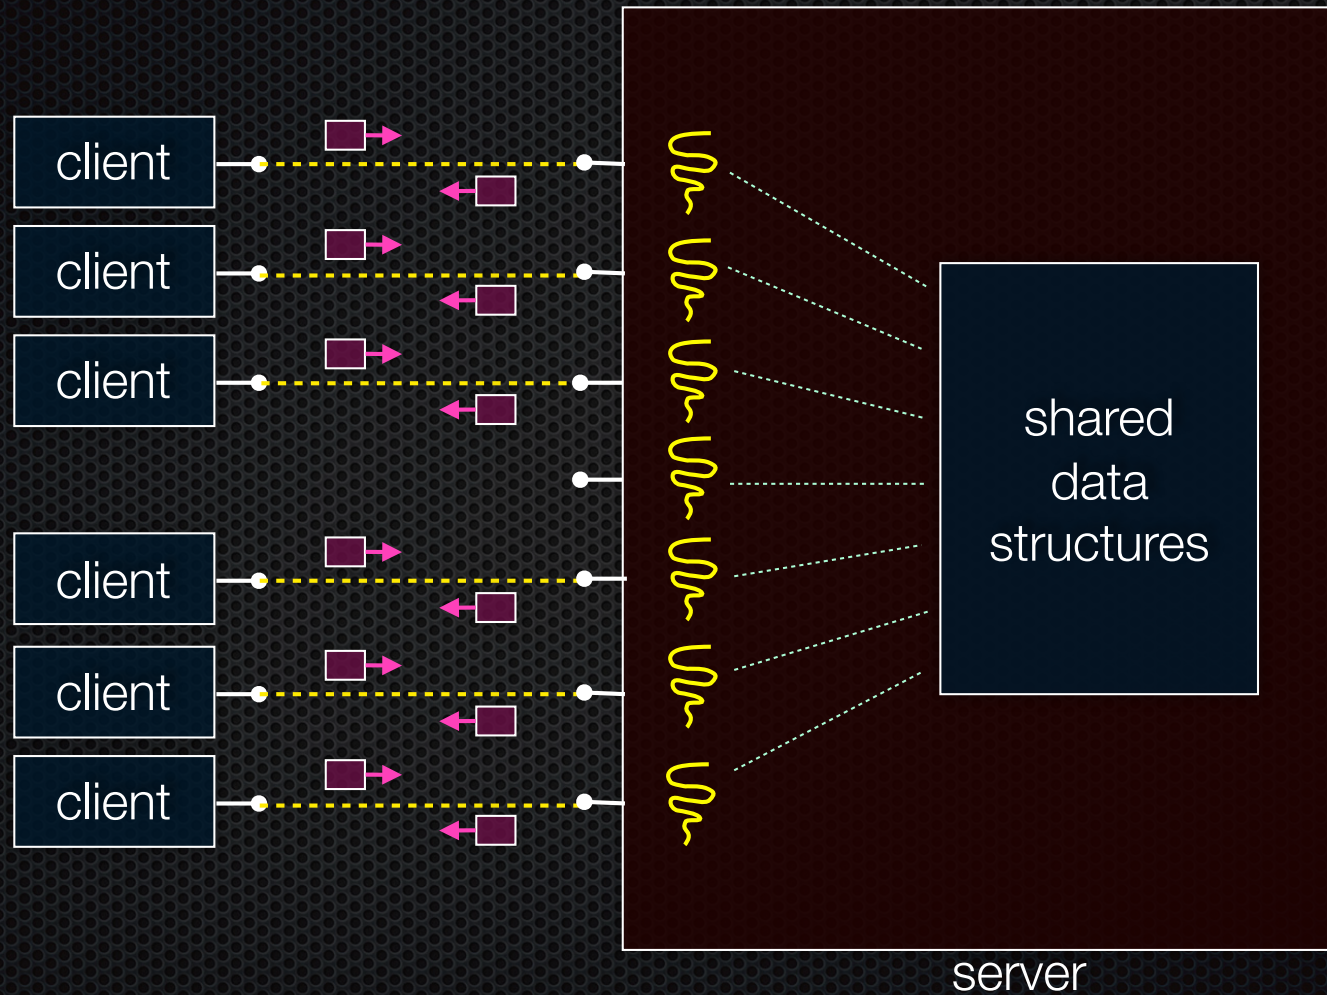 client
client
client
client
client
client
shared
data
structures
server